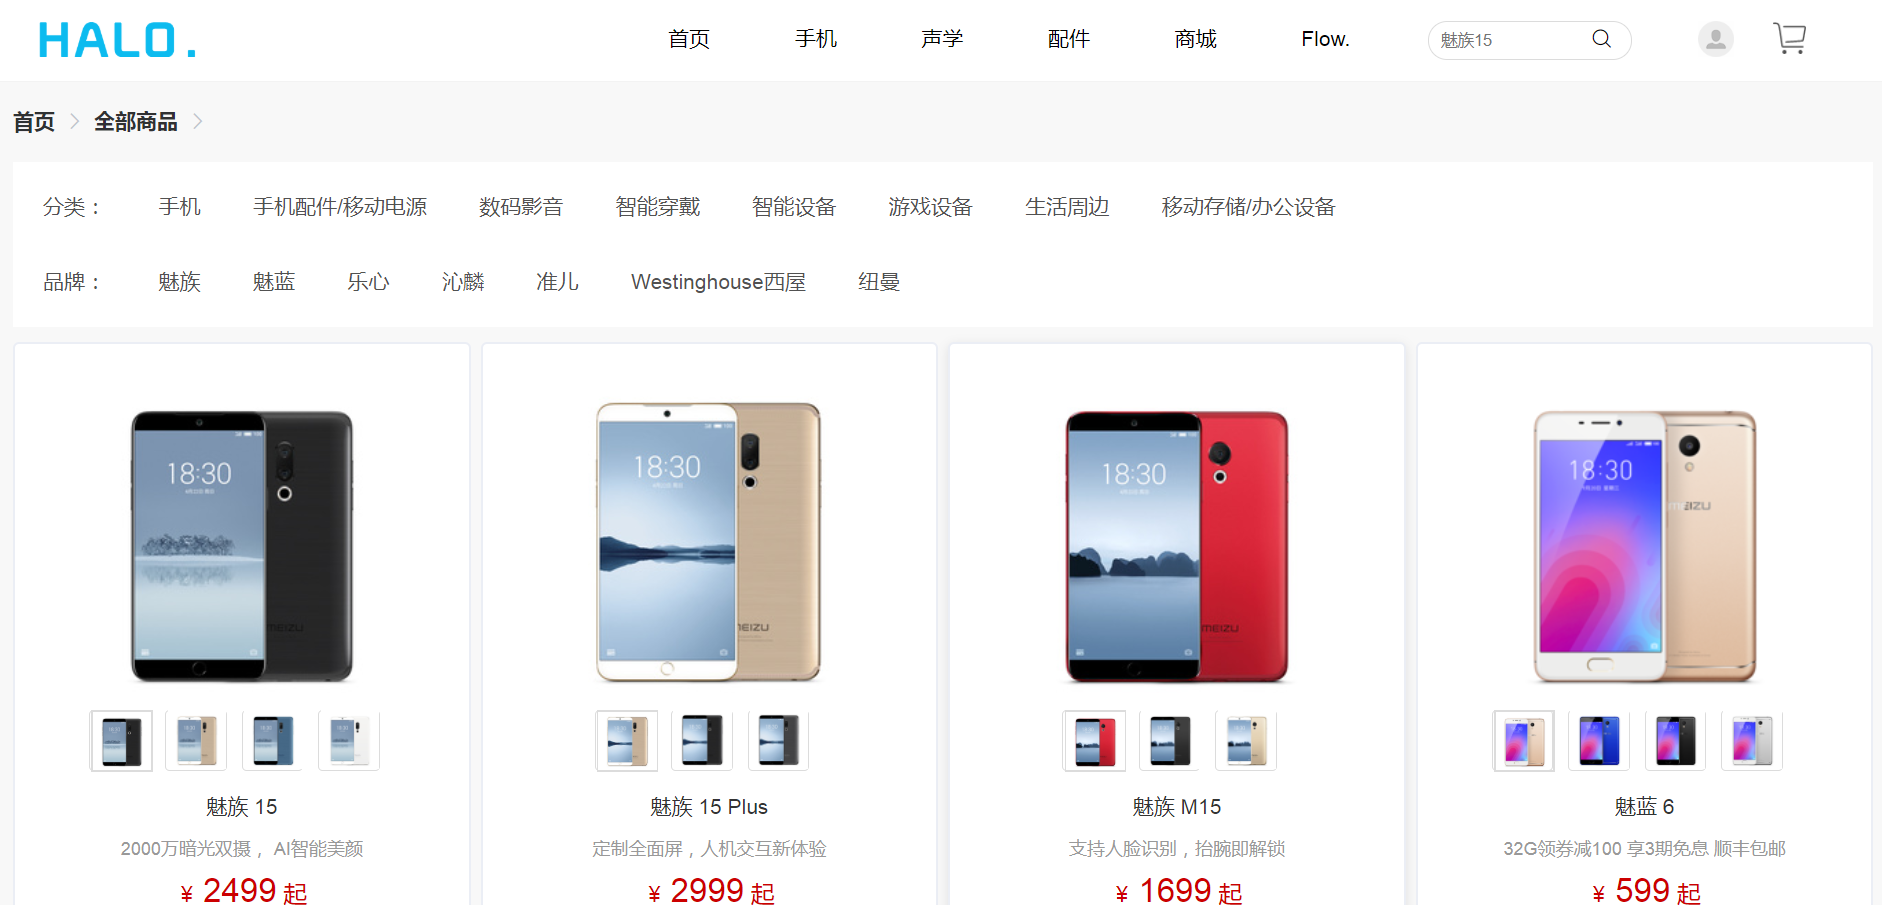 HALO.
首页 手机 声学 配件 商城 Flow. 魅族15
首页 > 全部商品 >
分类： 手机 手机配件/移动电源 数码影音 智能穿戴 智能设备 游戏设备 生活周边 移动存储/办公设备
品牌： 魅族 魅蓝 乐心 沁麟 准儿 Westinghouse西屋 纽曼
18:30 18:30 18:30 18:30
MEIZU MEIZU MEIZU MEIZU
魅族 15 魅族 15 Plus 魅族 M15 魅蓝 6
2000万暗光双摄， AI智能美颜 定制全面屏，人机交互新体验 支持人脸识别，抬腕即解锁 32G领券减100 享3期免息 顺丰包邮
¥ 2499 起 ¥ 2999 起 ¥ 1699 起 ¥ 599 起